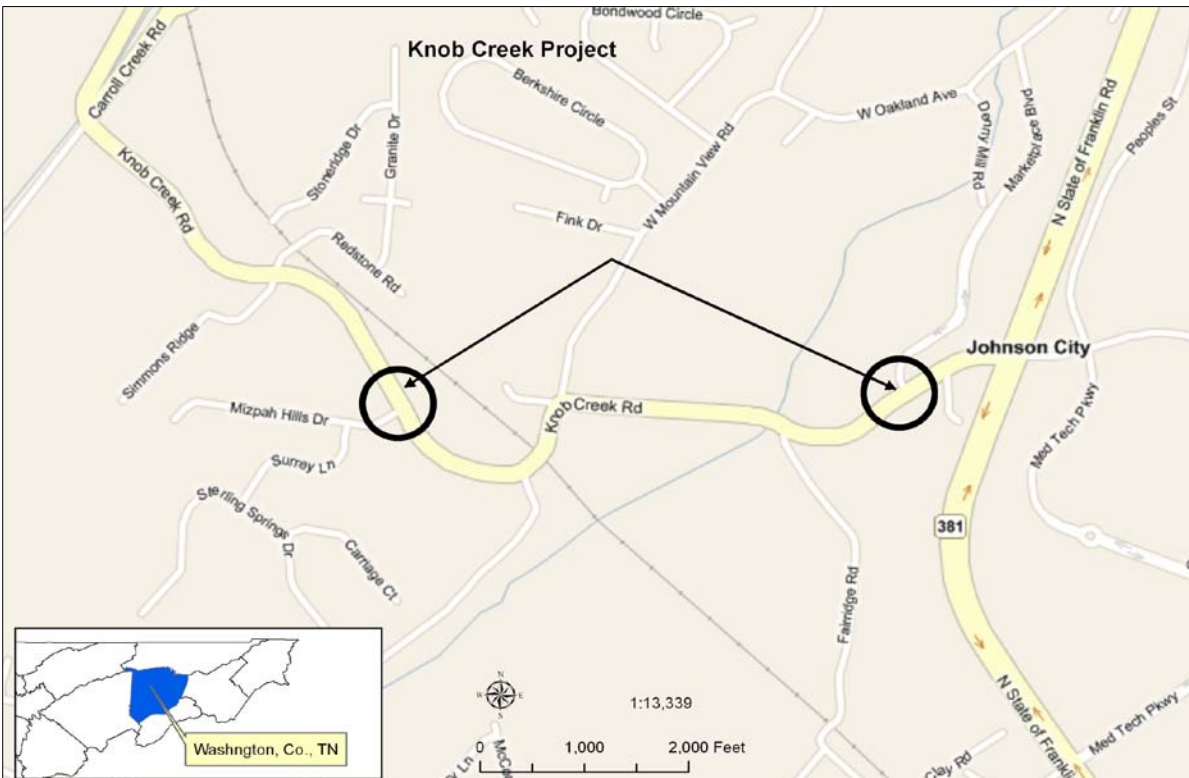 Bondwood Circle
Knob Creek Project
Carroll Creek Rd
Berkshire Circle
W Oakland Ave
Denny Mill Rd
Marketplace Blvd
N State of Franklin Rd
Peoples St
Knob Creek Rd
Stoneridge Dr
Granite Dr
W Mountain View Rd
Fink Dr
Redstone Rd
Simmons Ridge
Johnson City
Mizpah Hills Dr
Knob Creek Rd
Med Tech Pkwy
Surrey Ln
Sterling Springs Dr
Carriage Ct
381
Fairridge Rd
N
W E
S
1:13,339
N State of Franklin
Med Tech Pkwy
Washngton, Co., TN
0 1,000 2,000 Feet
Clay Rd